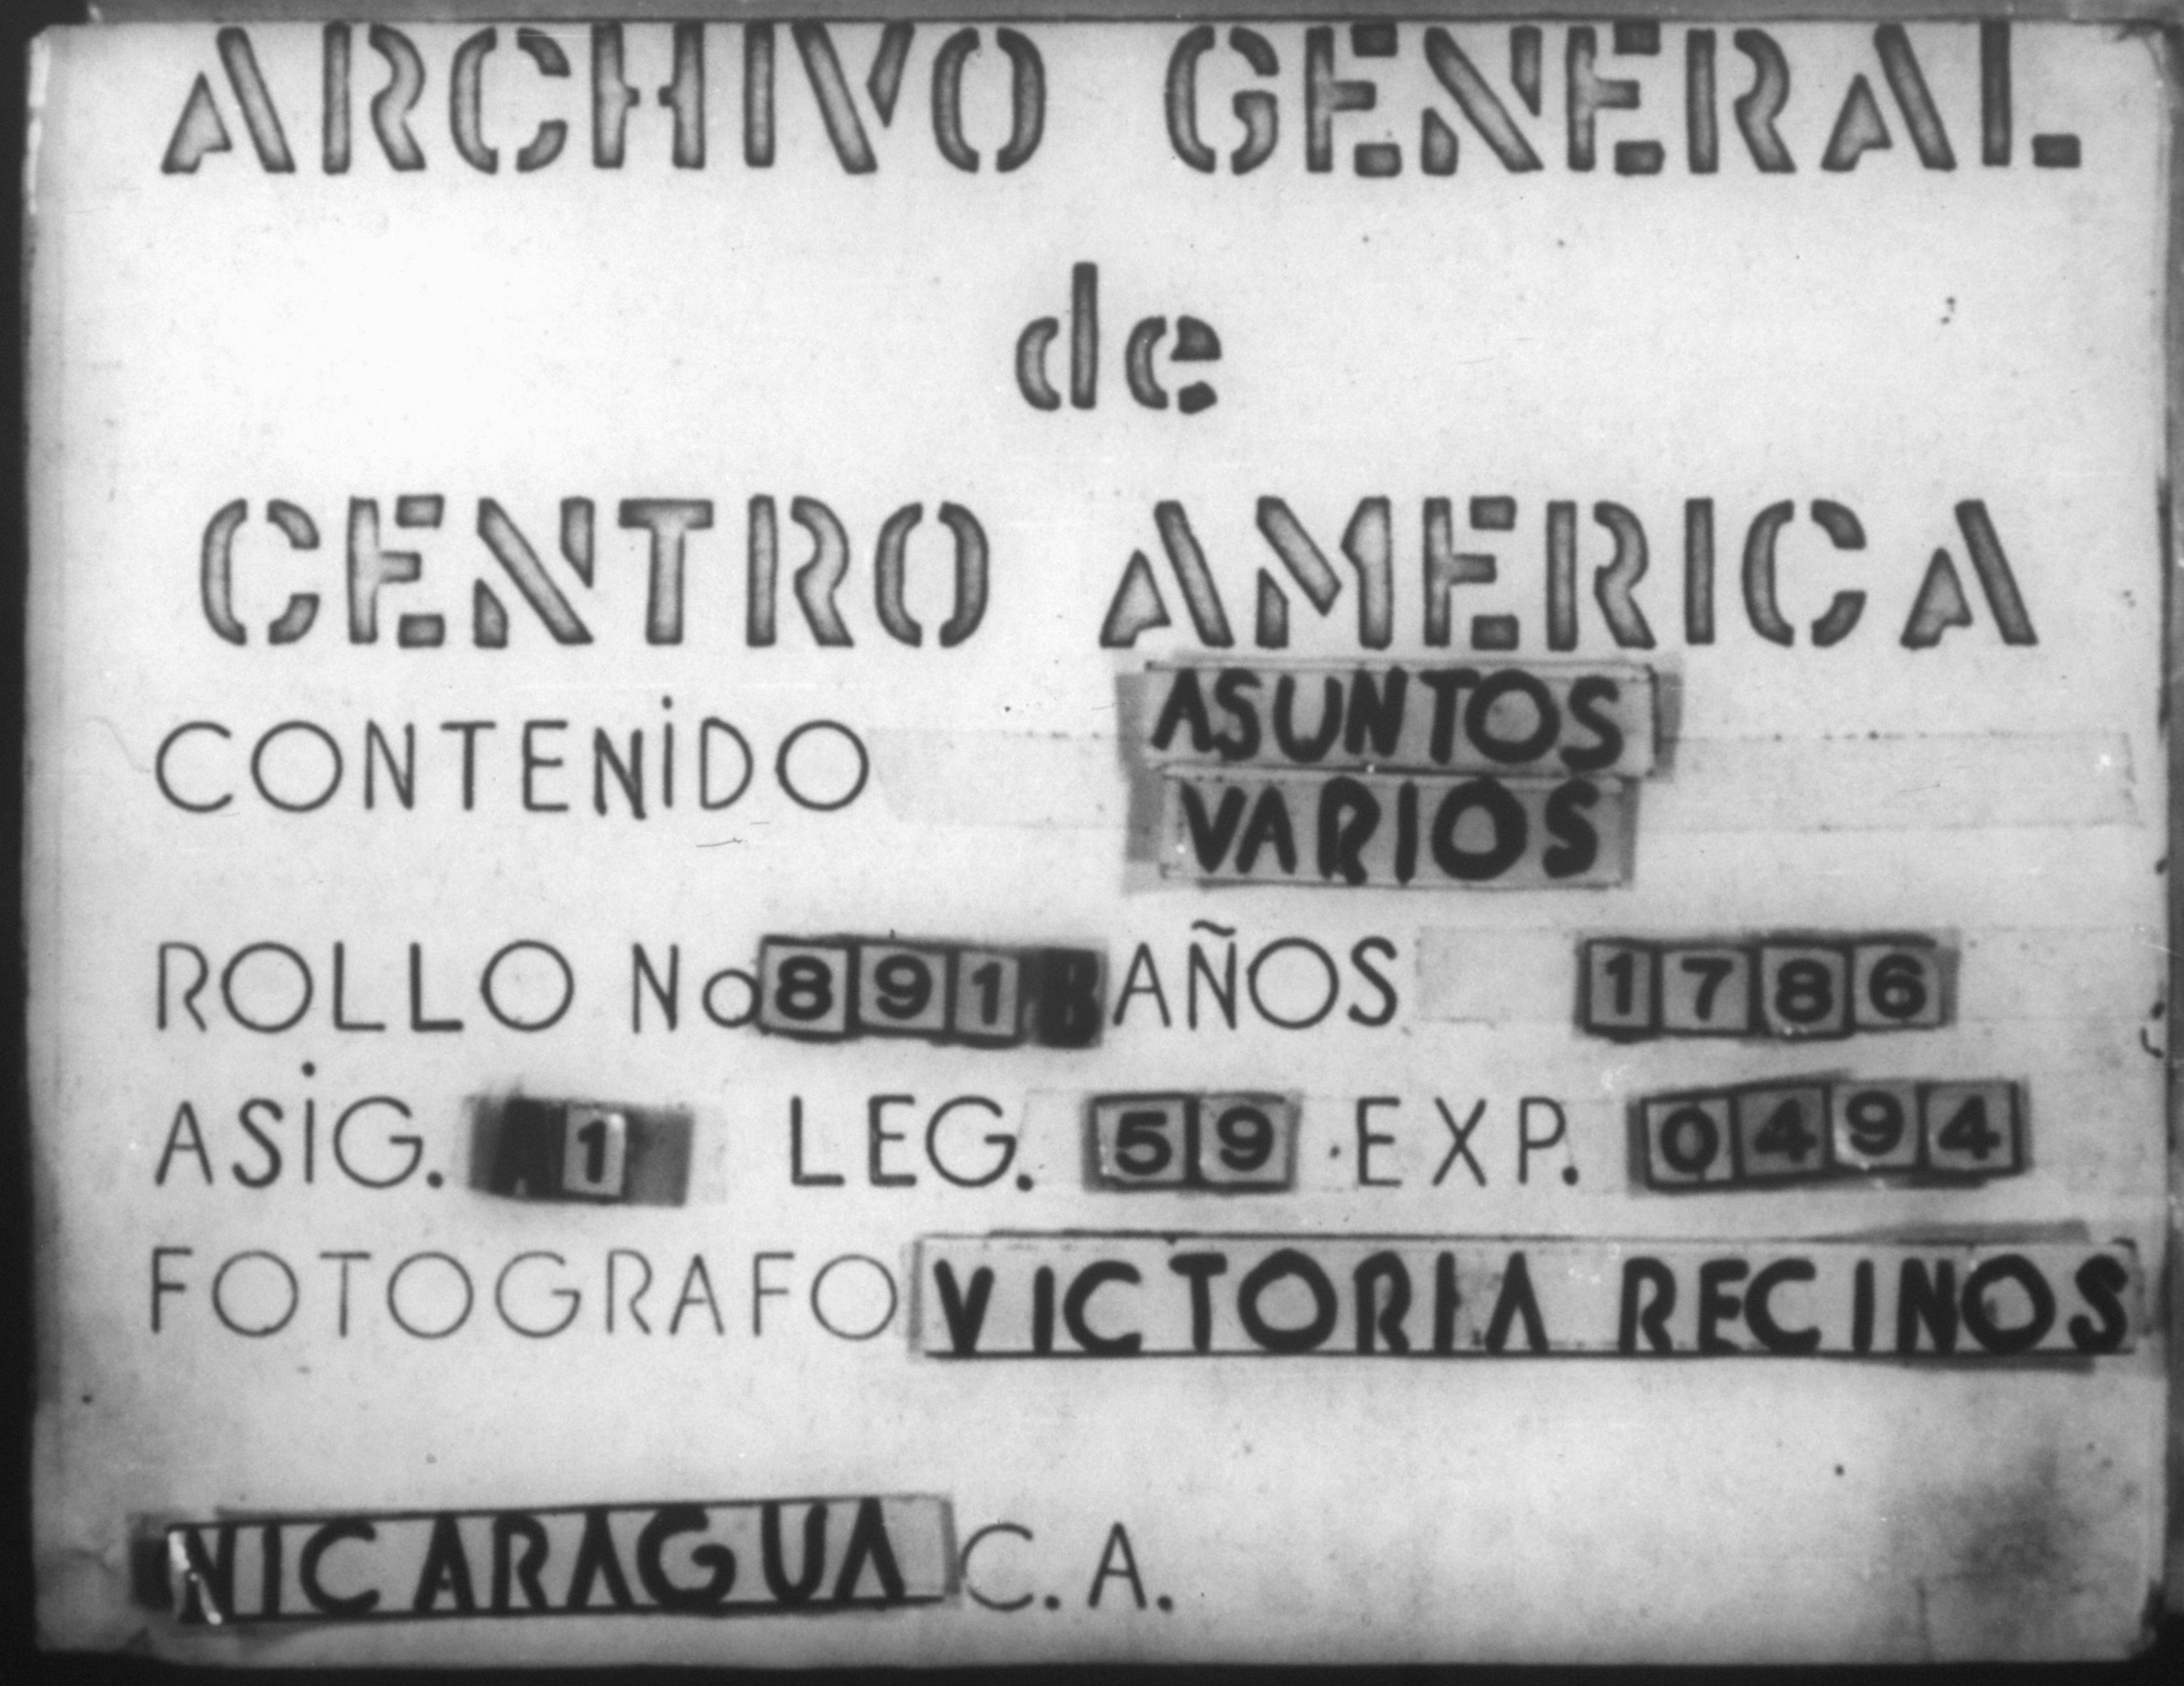 ARCHIVO GENERAL
de
CENTRO AMERICA
CONTENIDO ASUNTOS
VARIOS
ROLLO No 891 AÑOS 1786
ASIG. 1 LEG. 59 EXP. 0494
FOTOGRAFO VICTORIA RECINOS
NICARAGUA C. A.